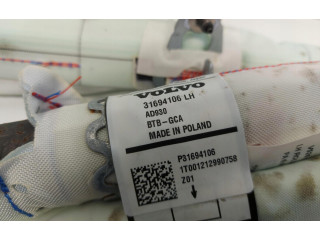 VOLVO
31694106 LH
AD930
BTB-GCA
MADE IN POLAND
P31694106
1T001212990758
Z01